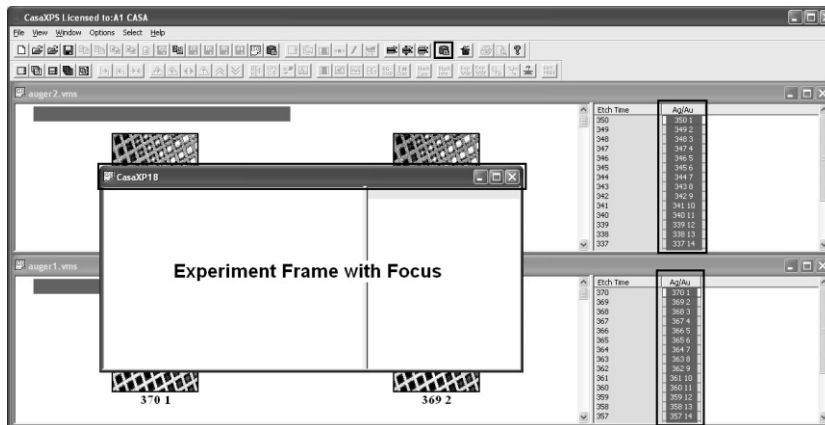 CasaXPS Licensed to:A1 CASA
File View Window Options Select Help
auger2.vms
Etch Time Ag/Au
350 350 1
349 349 2
348 348 3
347 347 4
346 346 5
345 345 6
344 344 7
343 343 8
342 342 9
341 341 10
340 340 11
339 339 12
338 338 13
337 337 14
CasaXP18
Experiment Frame with Focus
auger1.vms
Etch Time Ag/Au
370 370 1
369 369 2
368 368 3
367 367 4
366 366 5
365 365 6
364 364 7
363 363 8
362 362 9
361 361 10
360 360 11
359 359 12
358 358 13
357 357 14
370 1 369 2